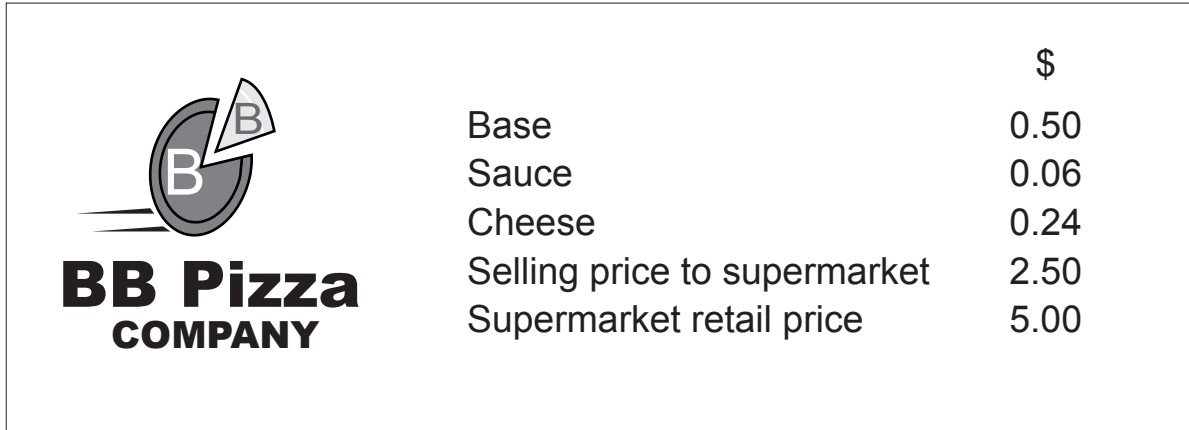 $
B
B
Base 0.50
Sauce 0.06
Cheese 0.24
Selling price to supermarket 2.50
Supermarket retail price 5.00
BB Pizza
COMPANY